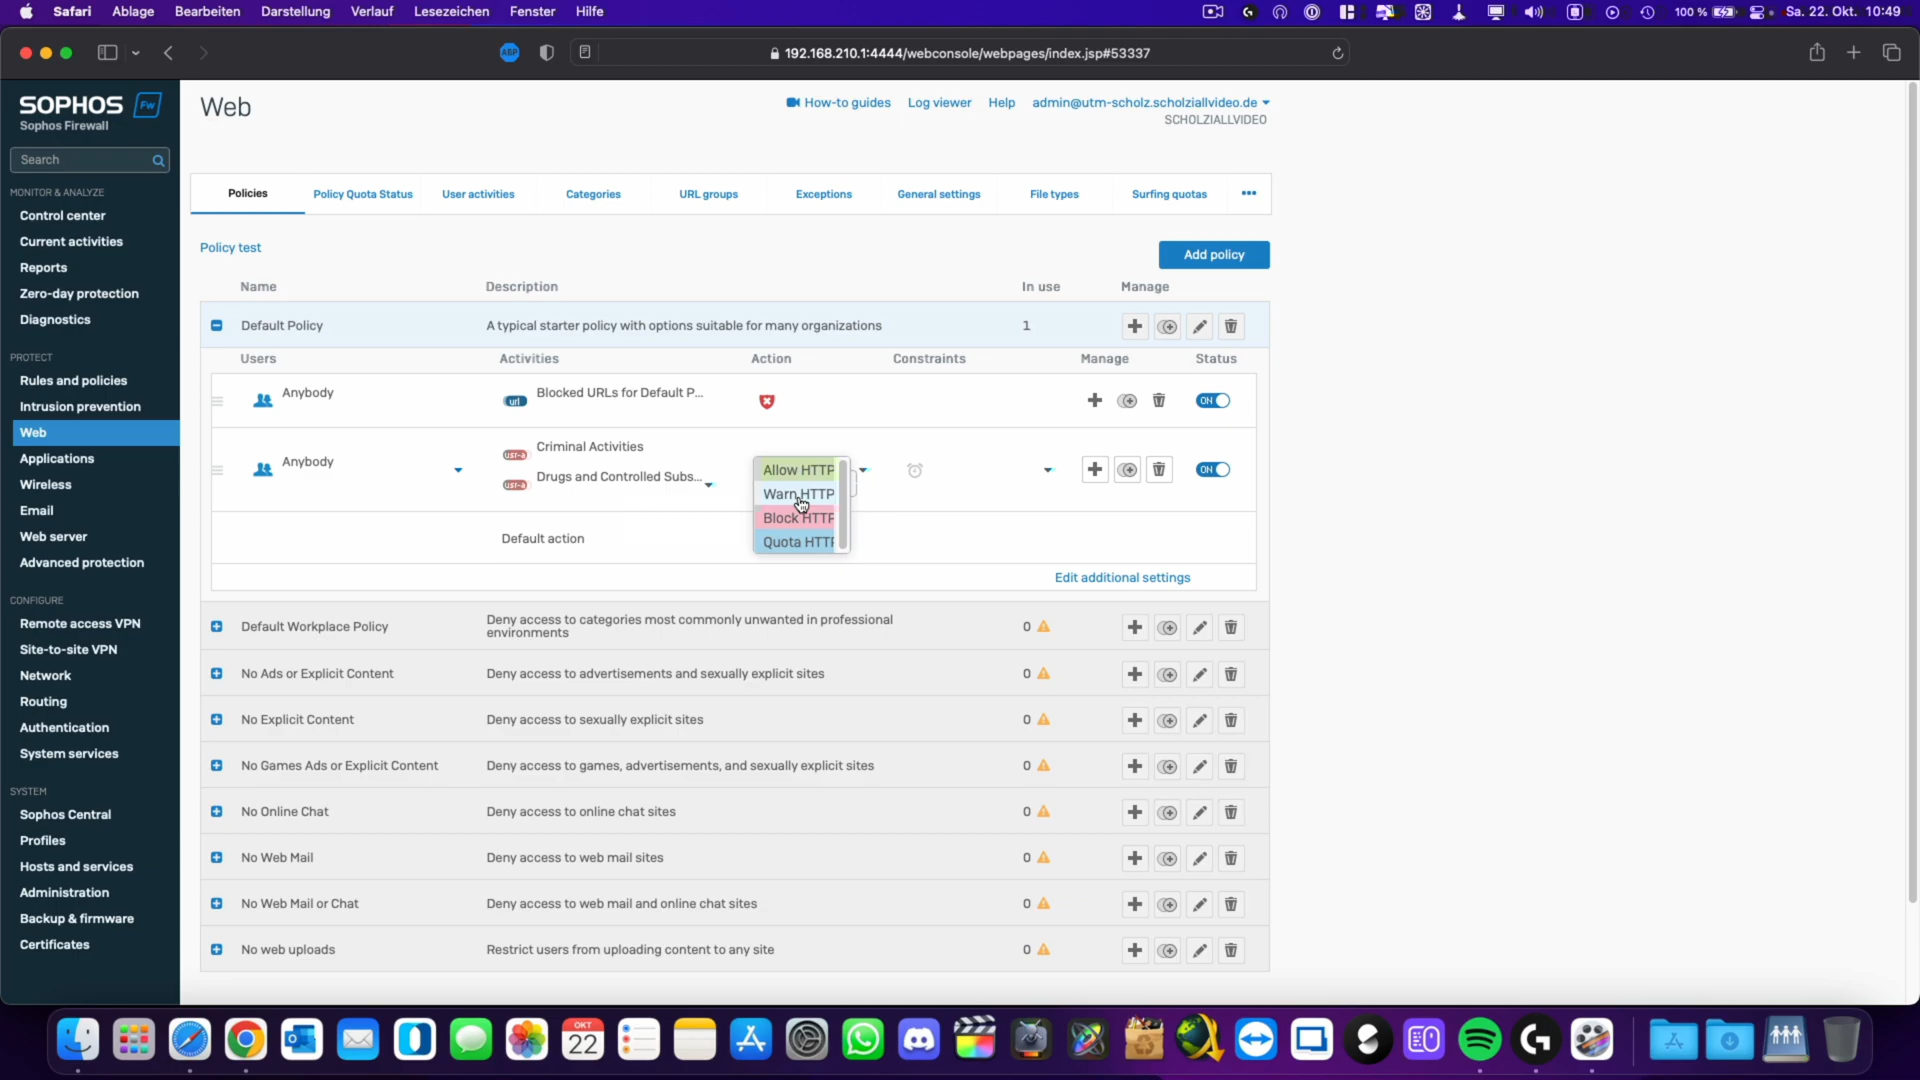 Safari Ablage Bearbeiten Darstellung Verlauf Lesezeichen Fenster Hilfe 100 % Sa. 22. Okt. 10:49
ABP 192.168.210.1:4444/webconsole/webpages/index.jsp#53337
SOPHOS Fw
Sophos Firewall
Search
MONITOR & ANALYZE
Control center
Current activities
Reports
Zero-day protection
Diagnostics
PROTECT
Rules and policies
Intrusion prevention
Web
Applications
Wireless
Email
Web server
Advanced protection
CONFIGURE
Remote access VPN
Site-to-site VPN
Network
Routing
Authentication
System services
SYSTEM
Sophos Central
Profiles
Hosts and services
Administration
Backup & firmware
Certificates
Web
How-to guides Log viewer Help admin@utm-scholz.scholziallvideo.de
SCHOLZIALLVIDEO
Policies Policy Quota Status User activities Categories URL groups Exceptions General settings File types Surfing quotas •••
Policy test
Add policy
Name Description In use Manage
Default Policy A typical starter policy with options suitable for many organizations 1
Users Activities Action Constraints Manage Status
Anybody url Blocked URLs for Default P... ON
Anybody usr-a Criminal Activities ON
usr-a Drugs and Controlled Subs...
Allow HTTP
Warn HTTP
Block HTTP
Quota HTTP
Default action
Edit additional settings
Default Workplace Policy Deny access to categories most commonly unwanted in professional environments 0
No Ads or Explicit Content Deny access to advertisements and sexually explicit sites 0
No Explicit Content Deny access to sexually explicit sites 0
No Games Ads or Explicit Content Deny access to games, advertisements, and sexually explicit sites 0
No Online Chat Deny access to online chat sites 0
No Web Mail Deny access to web mail sites 0
No Web Mail or Chat Deny access to web mail and online chat sites 0
No web uploads Restrict users from uploading content to any site 0
OKT
22